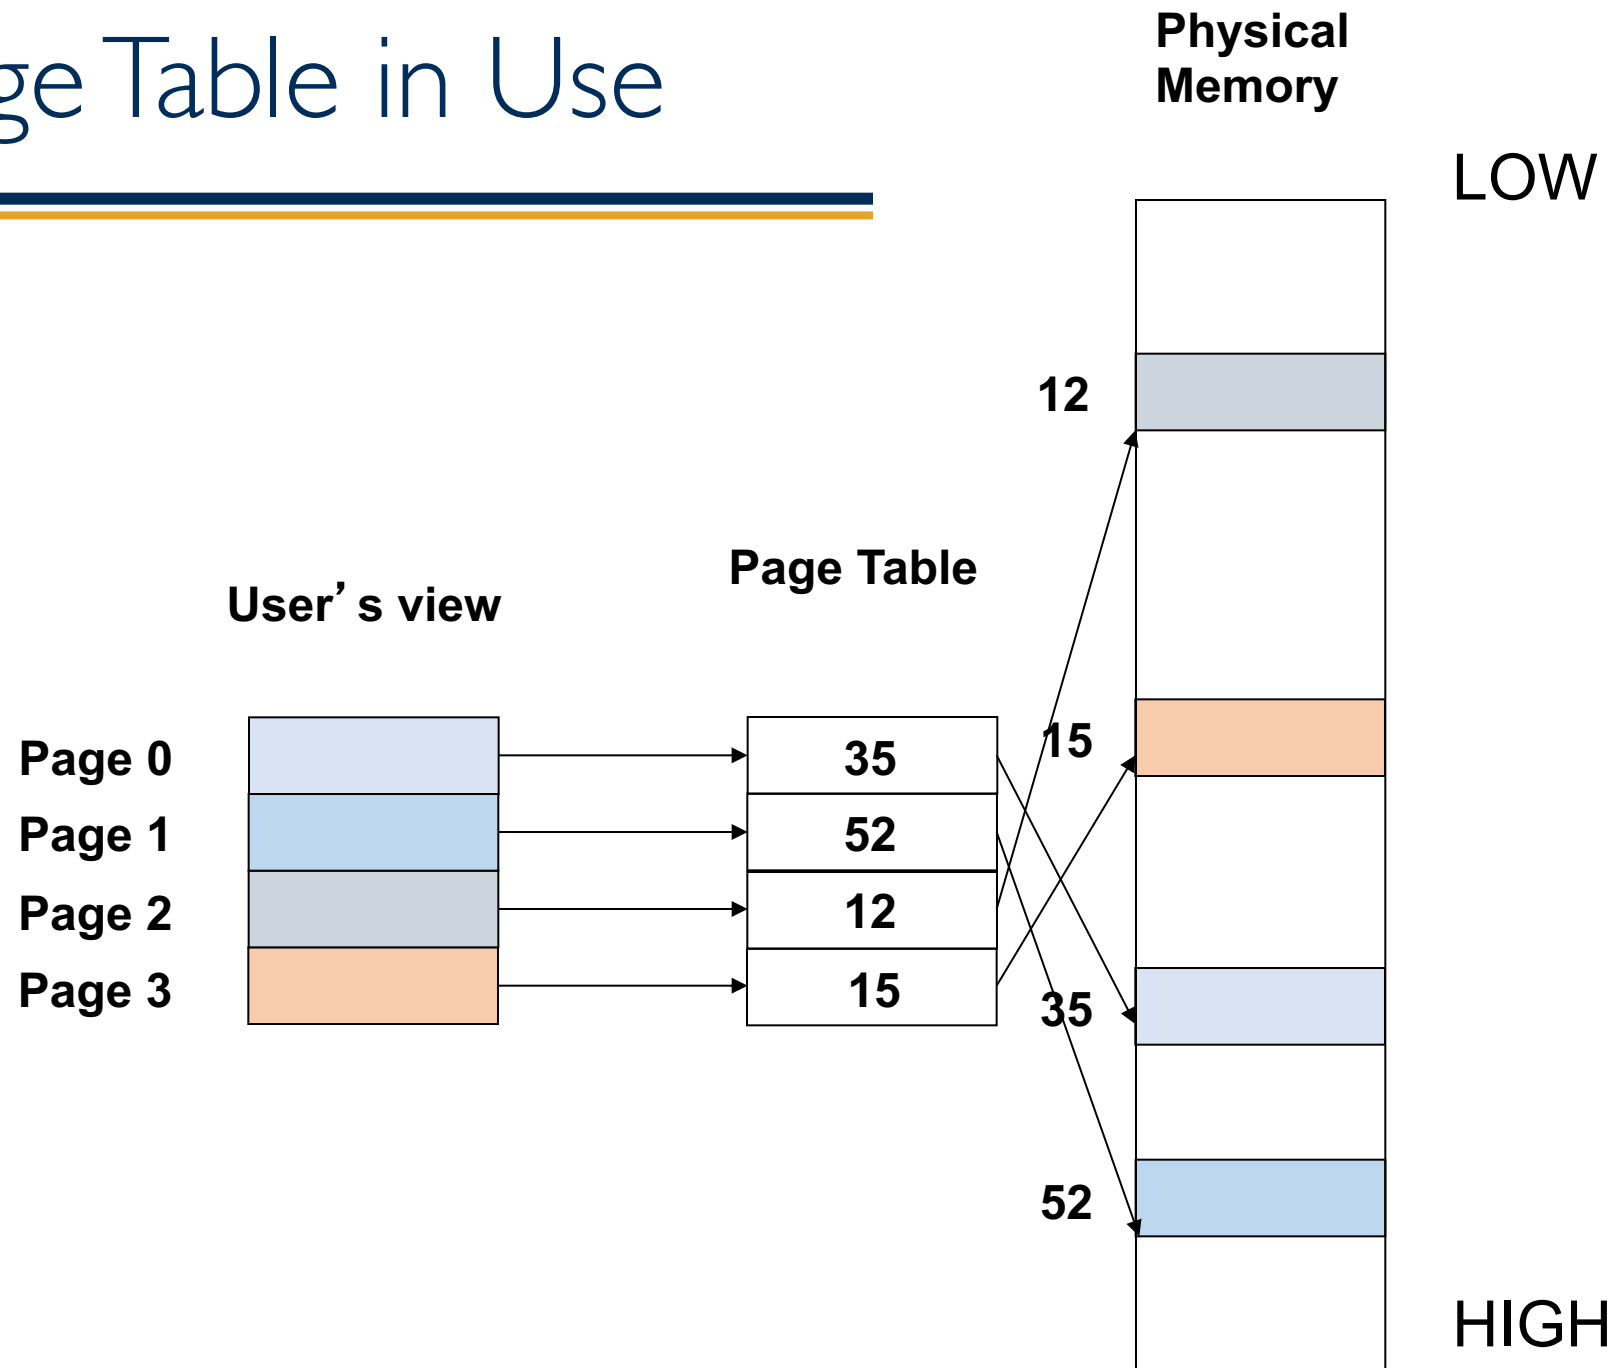 ge Table in Use
Physical
Memory
LOW
12
Page Table
User’s view
15
Page 0
35
Page 1
52
Page 2
12
Page 3
15
35
52
HIGH